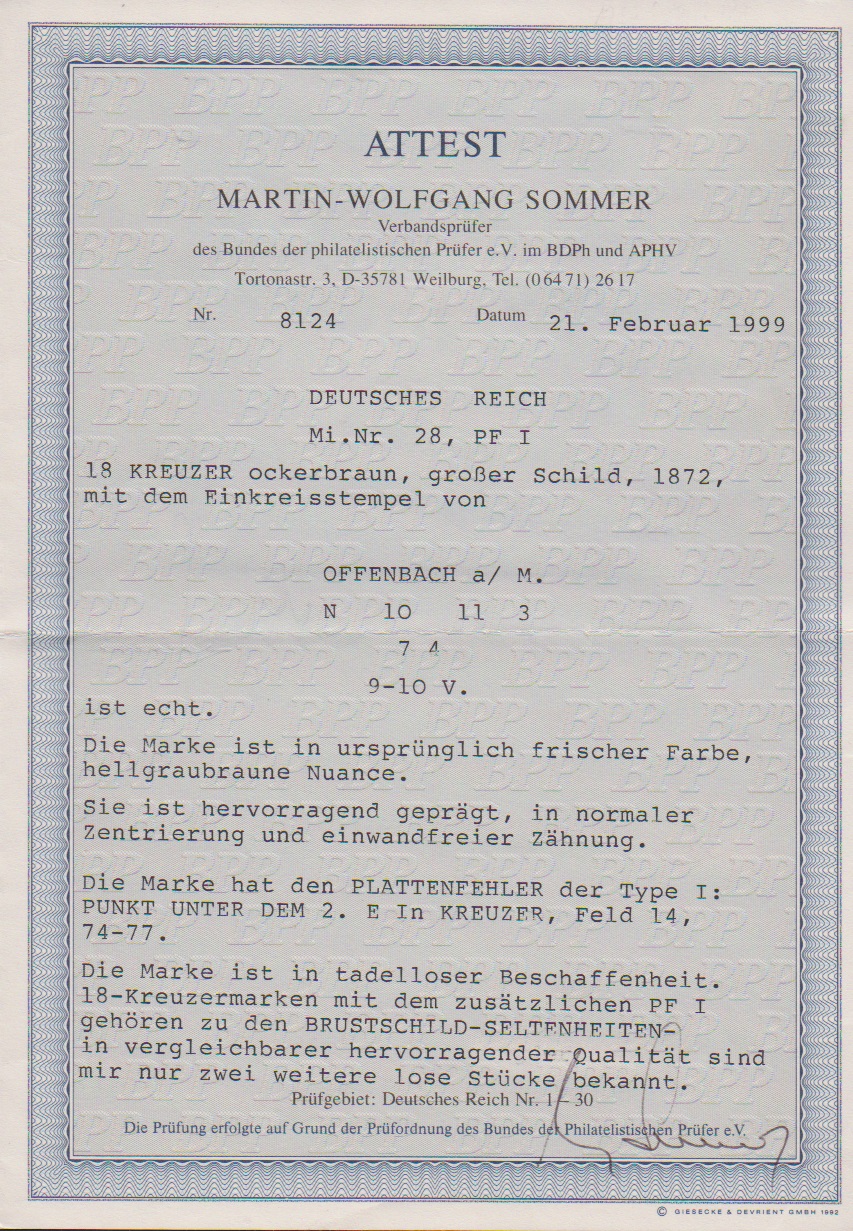 ATTEST
MARTIN-WOLFGANG SOMMER
Verbandsprüfer
des Bundes der philatelistischen Prüfer e.V. im BDPh und APHV
Tortonastr. 3, D-35781 Weilburg, Tel. (0 64 71) 26 17
Nr. 8124 Datum 21. Februar 1999
DEUTSCHES REICH
Mi.Nr. 28, PF I
18 KREUZER ockerbraun, großer Schild, 1872,
mit dem Einkreisstempel von
OFFENBACH a/ M.
N 10 11 3
7 4
9-10 V.
ist echt.
Die Marke ist in ursprünglich frischer Farbe,
hellgraubraune Nuance.
Sie ist hervorragend geprägt, in normaler
Zentrierung und einwandfreier Zähnung.
Die Marke hat den PLATTENFEHLER der Type I:
PUNKT UNTER DEM 2. E In KREUZER, Feld 14,
74-77.
Die Marke ist in tadelloser Beschaffenheit.
18-Kreuzermarken mit dem zusätzlichen PF I
gehören zu den BRUSTSCHILD-SELTENHEITEN-
in vergleichbarer hervorragender Qualität sind
mir nur zwei weitere lose Stücke bekannt.
Prüfgebiet: Deutsches Reich Nr. 1 – 30
Die Prüfung erfolgte auf Grund der Prüfordnung des Bundes der Philatelistischen Prüfer e.V.
© GIESECKE & DEVRIENT GMBH 1992